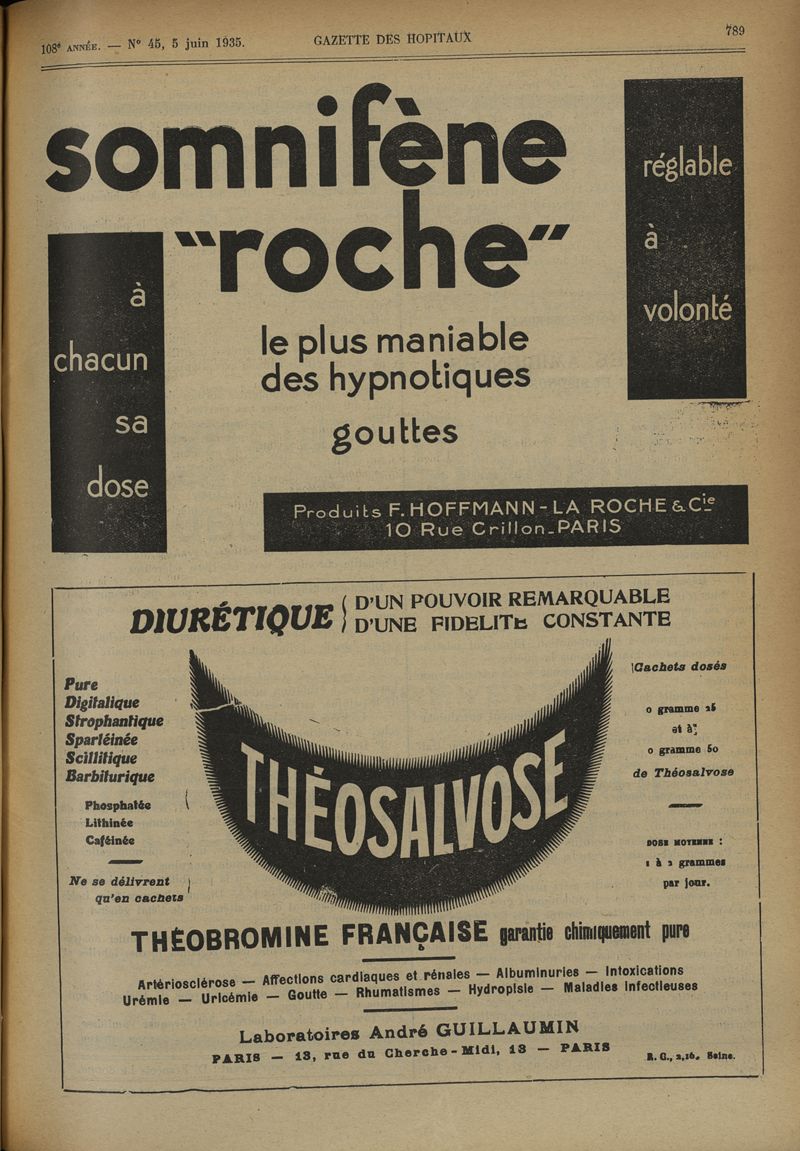 108e ANNÉE. — N° 45, 5 juin 1935.
GAZETTE DES HOPITAUX
789
somnifène
"roche"
réglable
à
volonté
à
chacun
sa
dose
le plus maniable
des hypnotiques
gouttes
Produits F. HOFFMANN-LA ROCHE & Cie
10 Rue Crillon_PARIS
DIURÉTIQUE
D'UN POUVOIR REMARQUABLE
D'UNE FIDELITE CONSTANTE
Pure
Digitalique
Strophantique
Spartéinée
Scillitique
Barbiturique
Phosphatée
Lithinée
Caféinée
Ne se délivrent
qu'en cachets
THÉOSALVOSE
Cachets dosés
0 gramme 25
et à
0 gramme 50
de Théosalvose
DOSE MOYENNE :
1 à 2 grammes
par jour.
THÉOBROMINE FRANÇAISE garantie chimiquement pure
Artériosclérose — Affections cardiaques et rénales — Albuminuries — Intoxications
Urémie — Uricémie — Goutte — Rhumatismes — Hydropisie — Maladies Infectieuses
Laboratoires André GUILLAUMIN
PARIS — 13, rue du Cherche-Midi, 13 — PARIS
Seine.